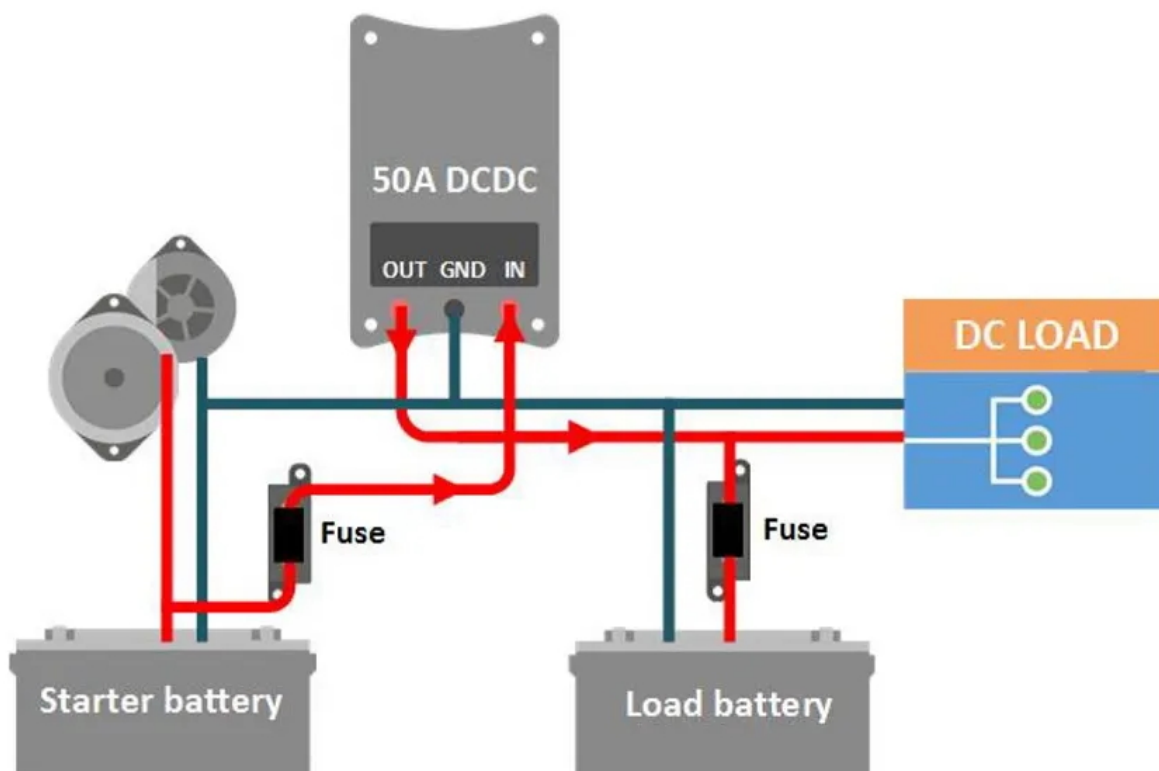 50A DCDC
OUT GND IN
DC LOAD
Fuse
Fuse
Starter battery
Load battery